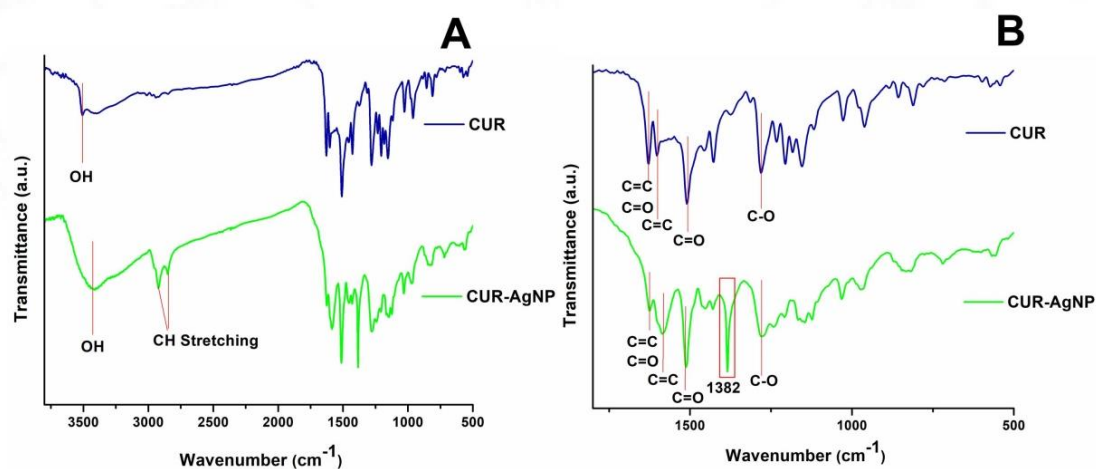 A
CUR
OH
CUR-AgNP
OH
CH Stretching
Transmittance (a.u.)
3500 3000 2500 2000 1500 1000 500
Wavenumber (cm-1)
B
CUR
C=C
C=O
C=C
C=O
C-O
CUR-AgNP
C=C
C=O
C=C
C=O
1382
C-O
Transmittance (a.u.)
1500 1000 500
Wavenumber (cm-1)